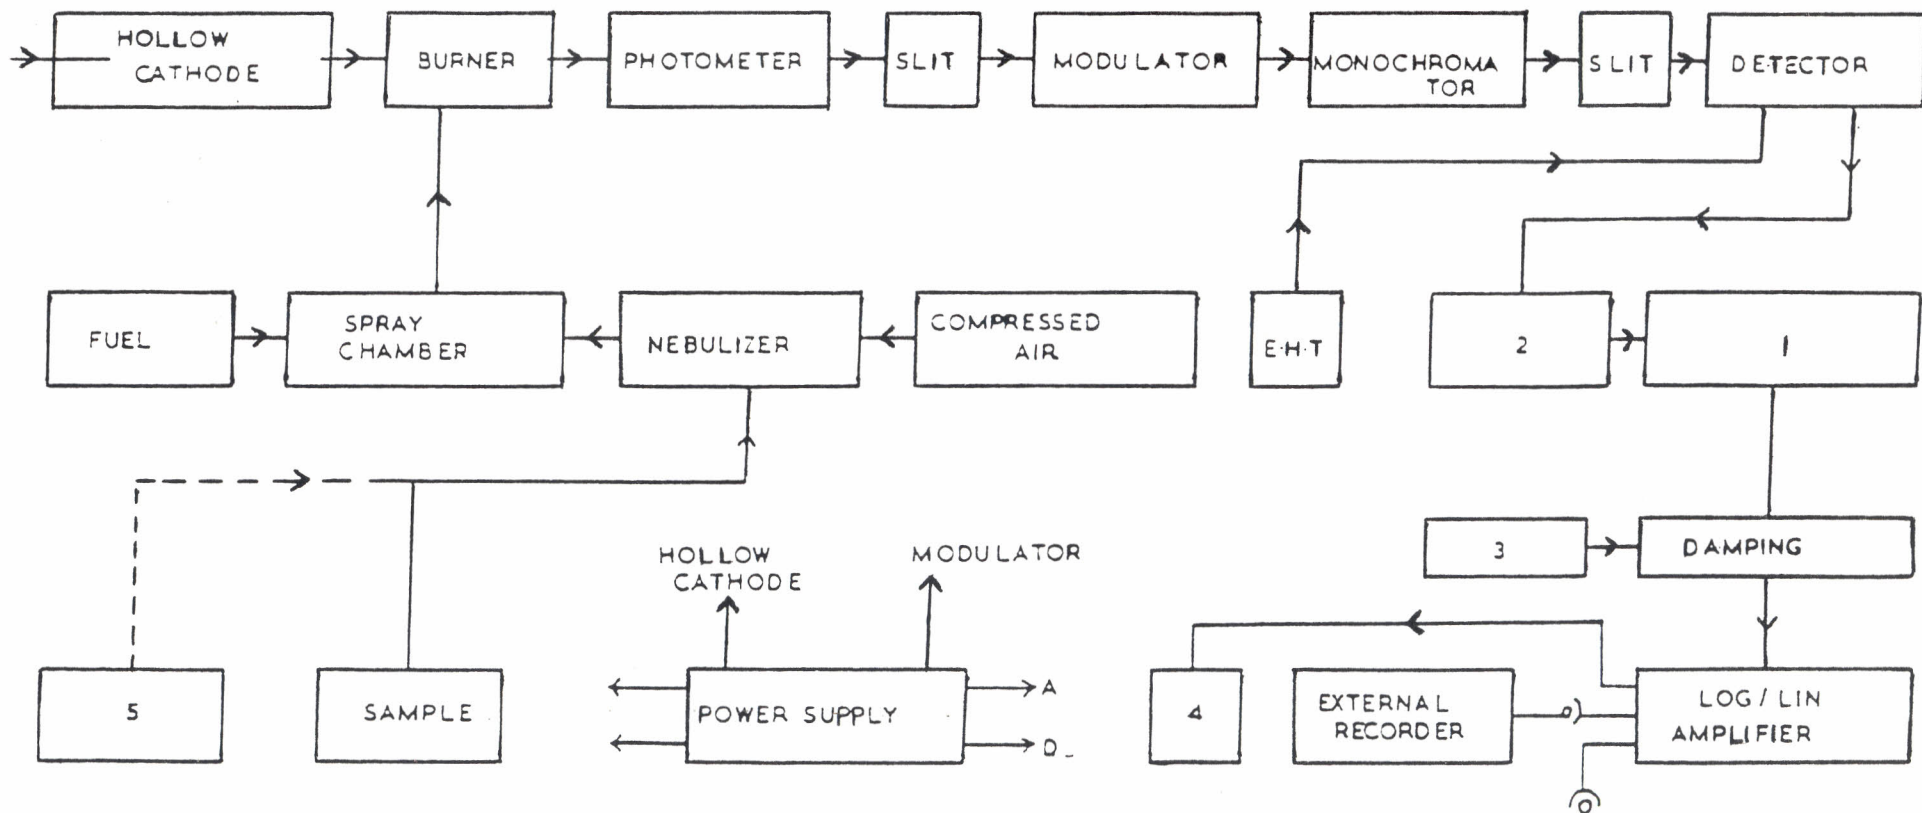 HOLLOW
CATHODE
BURNER
PHOTOMETER
SLIT
MODULATOR
MONOCHROMA
TOR
SLIT
DETECTOR
FUEL
SPRAY
CHAMBER
NEBULIZER
COMPRESSED
AIR
E·H·T
2
1
3
DAMPING
HOLLOW
CATHODE
MODULATOR
5
SAMPLE
POWER SUPPLY
A
D
4
EXTERNAL
RECORDER
LOG / LIN
AMPLIFIER